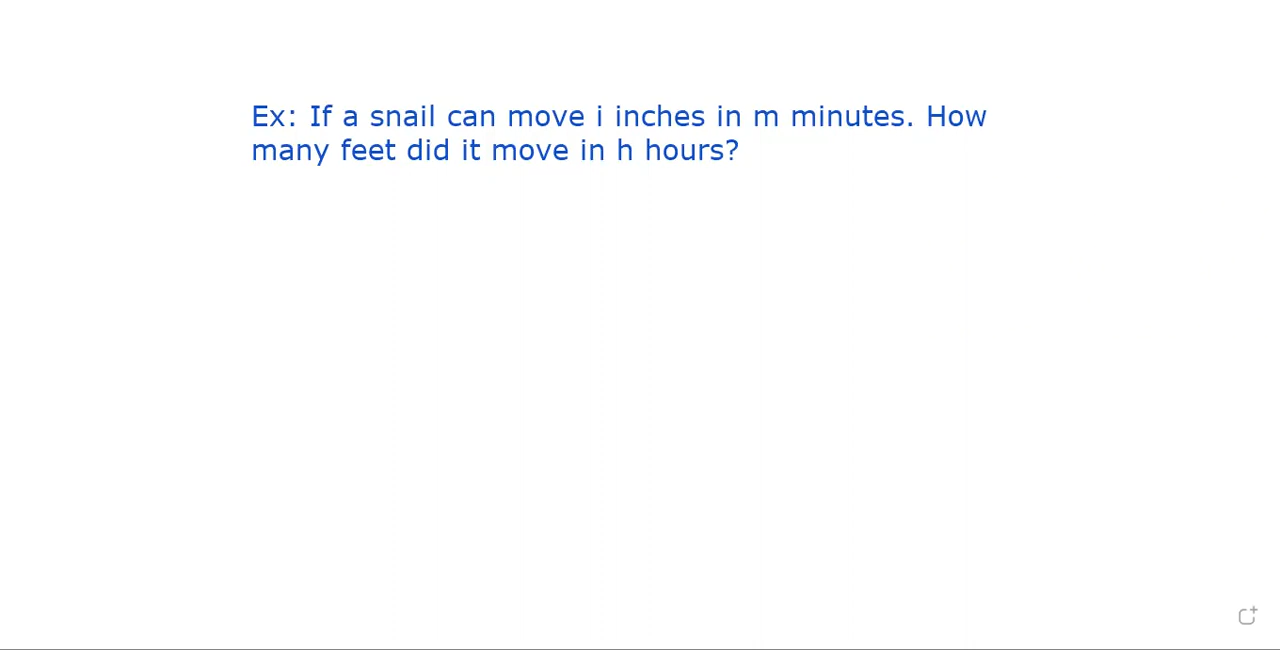 Ex: If a snail can move i inches in m minutes. How
many feet did it move in h hours?